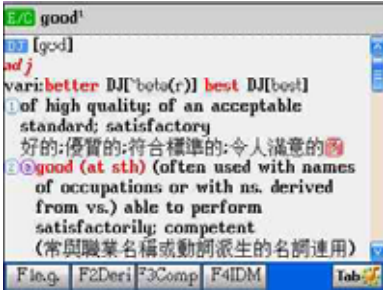 E/C good¹
DJ [gʊd]
adj
vari:better DJ[ˈbetə(r)] best DJ[best]
①of high quality; of an acceptable
standard; satisfactory
好的;優質的;符合標準的;令人滿意的圖
②ⓐgood (at sth) (often used with names
of occupations or with ns. derived
from vs.) able to perform
satisfactorily; competent
(常與職業名稱或動詞派生的名詞連用)
F1e.g. F2Deri F3Comp F4IDM Tab